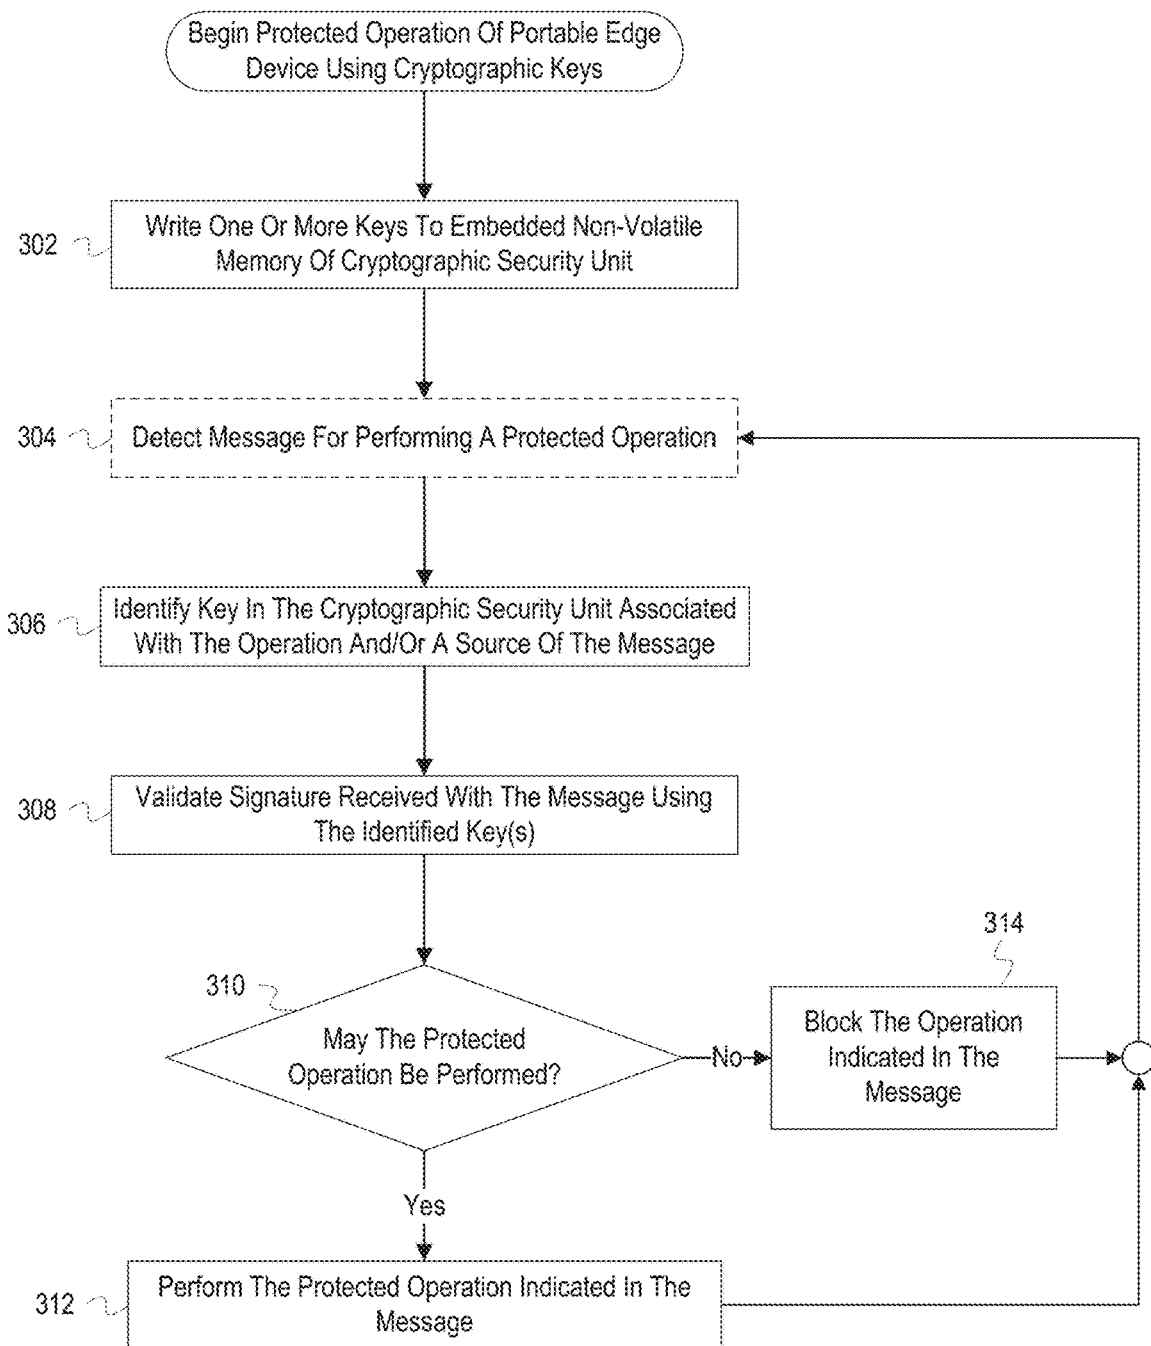 Begin Protected Operation Of Portable Edge
Device Using Cryptographic Keys
302
Write One Or More Keys To Embedded Non-Volatile
Memory Of Cryptographic Security Unit
304
Detect Message For Performing A Protected Operation
306
Identify Key In The Cryptographic Security Unit Associated
With The Operation And/Or A Source Of The Message
308
Validate Signature Received With The Message Using
The Identified Key(s)
310
May The Protected
Operation Be Performed?
No
314
Block The Operation
Indicated In The
Message
Yes
312
Perform The Protected Operation Indicated In The
Message